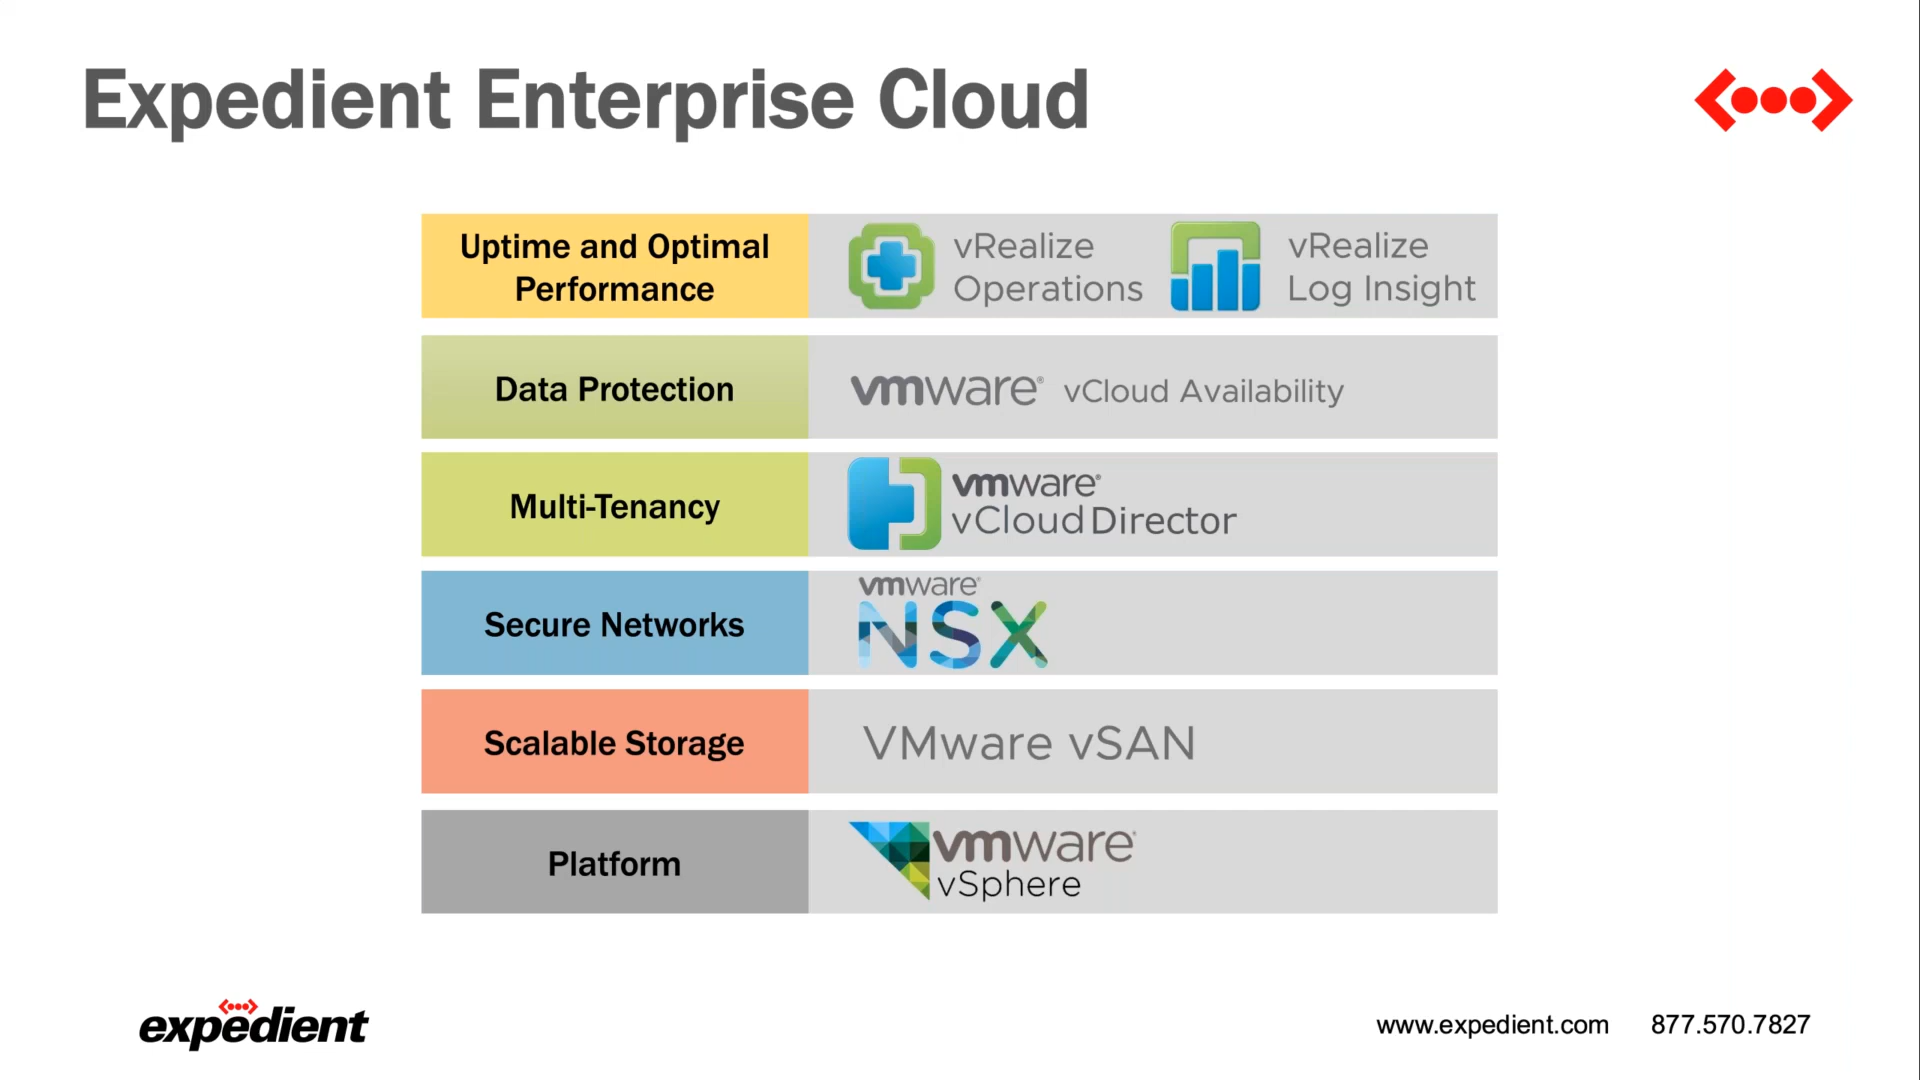 Expedient Enterprise Cloud
Uptime and Optimal
Performance
vRealize
Operations
vRealize
Log Insight
Data Protection
vmware® vCloud Availability
Multi-Tenancy
vmware®
vCloud Director
Secure Networks
vmware®
NSX
Scalable Storage
VMware vSAN
Platform
vmware®
vSphere
expedient
www.expedient.com 877.570.7827